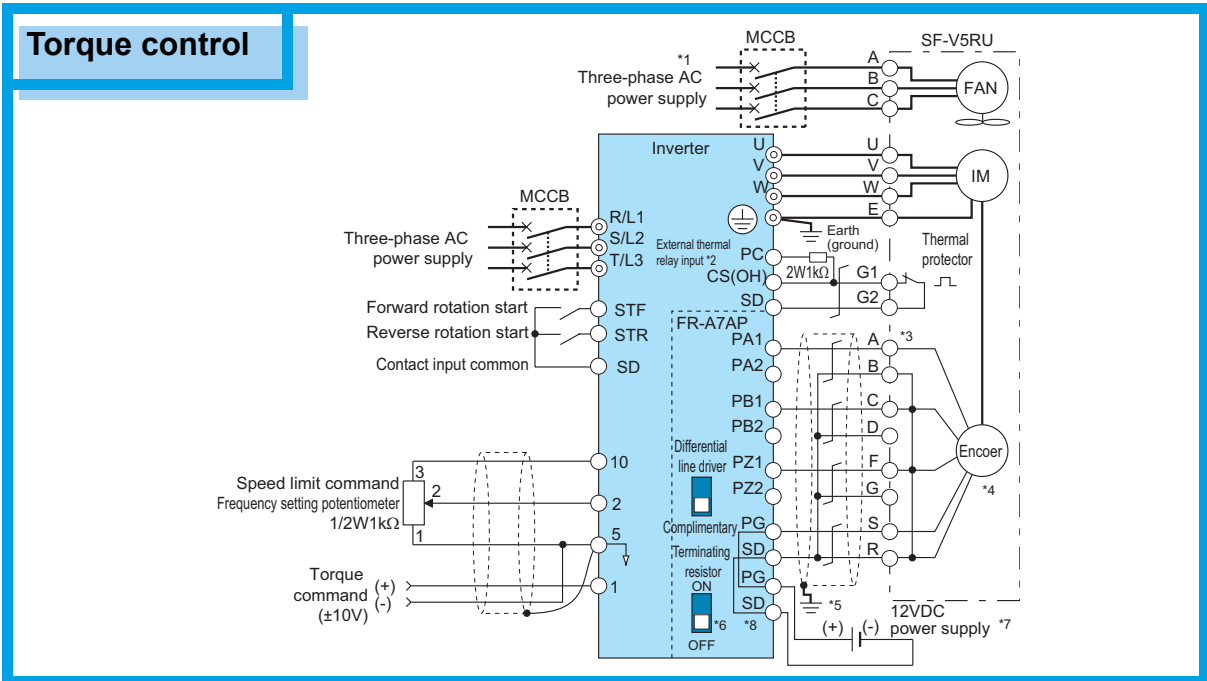 Torque control
MCCB
SF-V5RU
*1
Three-phase AC
power supply
A
B
C
FAN
Inverter
U
V
W
U
V
W
E
IM
MCCB
Three-phase AC
power supply
R/L1
S/L2
T/L3
External thermal
relay input *2
Earth
(ground)
Thermal
protector
PC
CS(OH)
SD
2W1kΩ
G1
G2
Forward rotation start
Reverse rotation start
Contact input common
STF
STR
SD
FR-A7AP
PA1
PA2
PB1
PB2
PZ1
PZ2
PG
SD
PG
SD
A
B
C
D
F
G
S
R
*3
Encoer
*4
Differential
line driver
Complimentary
Terminating
resistor
ON
OFF
*6
*8
*5
Speed limit command
Frequency setting potentiometer
1/2W1kΩ
3
2
1
10
2
5
1
Torque
command
(±10V)
(+)
(-)
12VDC
power supply *7
(+)
(-)